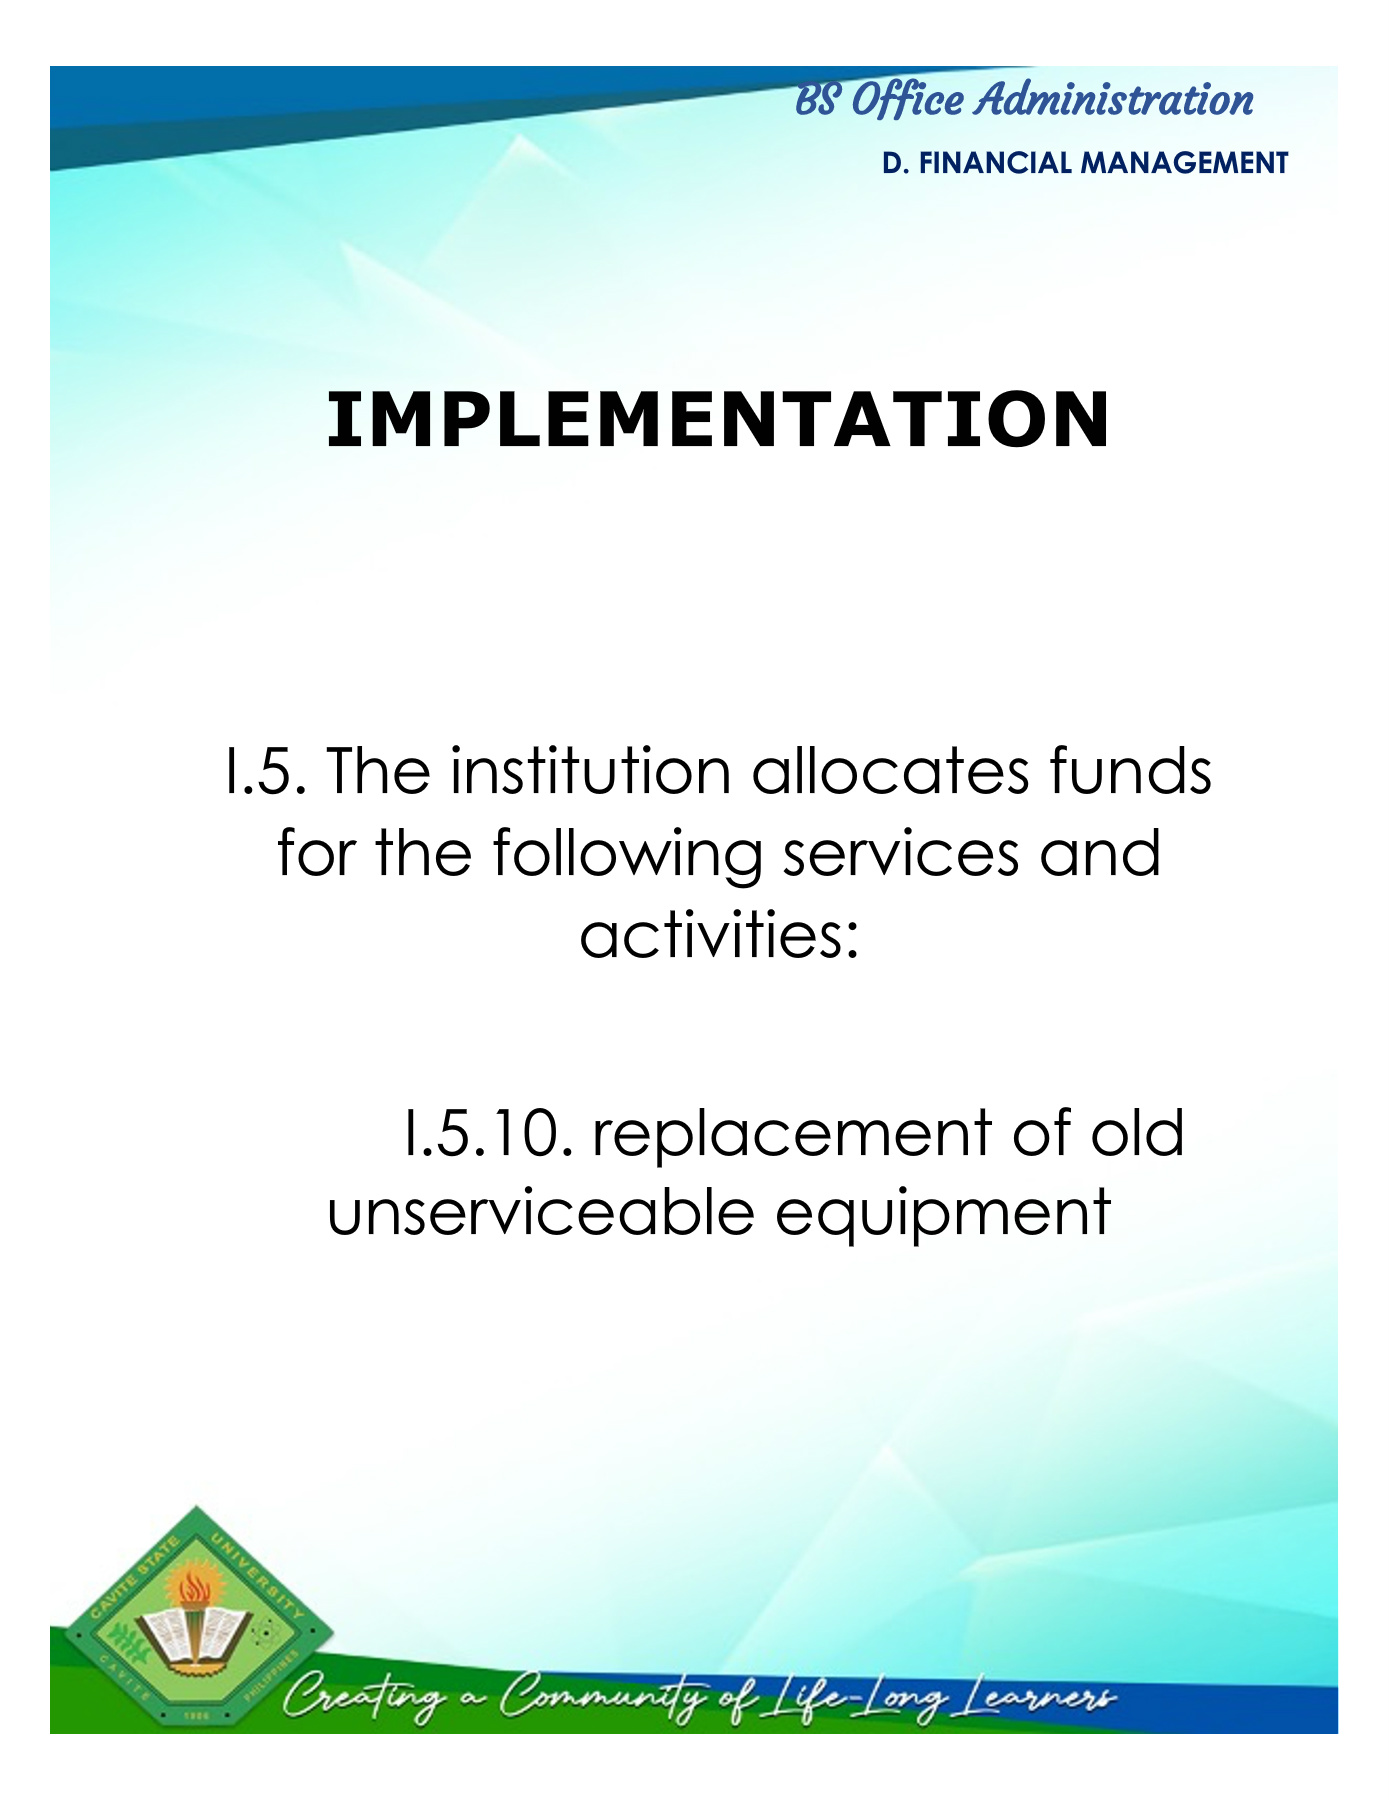 BS Office Administration
D. FINANCIAL MANAGEMENT
IMPLEMENTATION
I.5. The institution allocates funds
for the following services and
activities:
I.5.10. replacement of old
unserviceable equipment
CAVITE STATE UNIVERSITY
CAVITE PHILIPPINES
1906
Creating a Community of Life-Long Learners